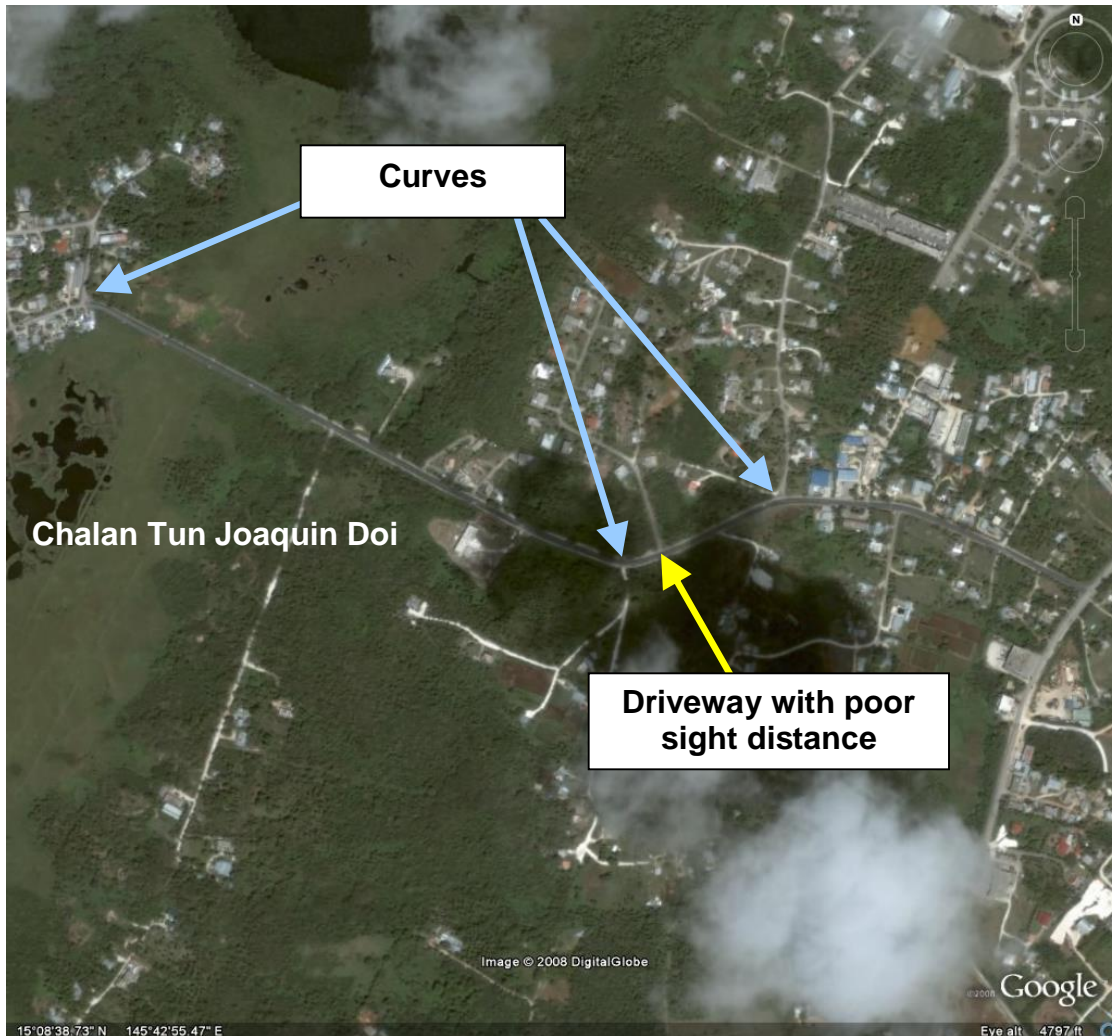 N
Curves
Chalan Tun Joaquin Doi
Driveway with poor
sight distance
Image © 2008 DigitalGlobe
©2008 Google
15°08'38.73" N 145°42'55.47" E
Eye alt 4797 ft